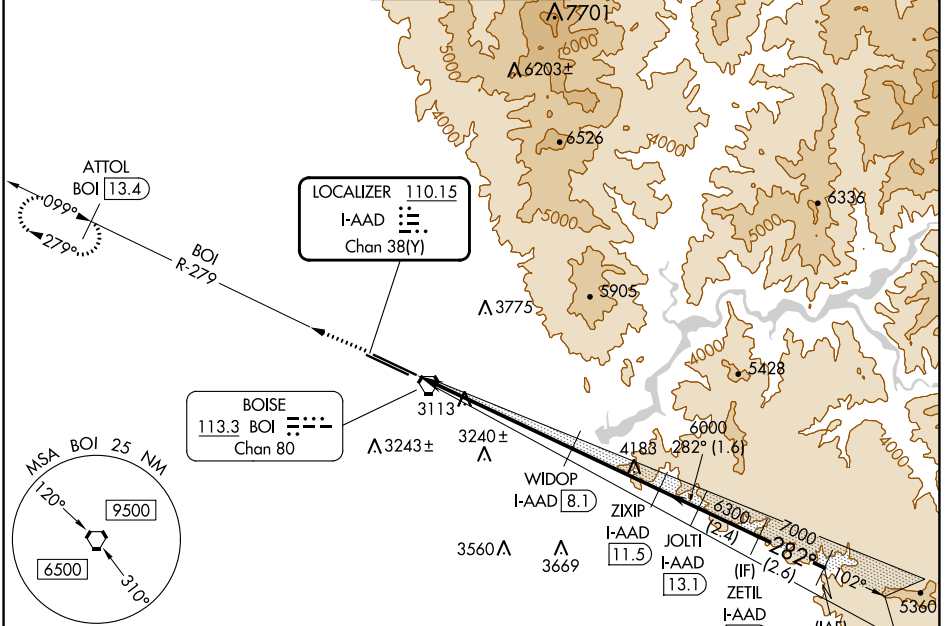 7701
6000
5000
6203±
4000
6526
4000
ATTOL
BOI 13.4
099°
279°
LOCALIZER 110.15
I-AAD
Chan 38(Y)
6336
5000
5000
BOI
R-279
5905
3775
4000
5428
BOISE
113.3 BOI
Chan 80
3113
3243±
3240±
4183
6000
282° (1.6)
4000
MSA BOI 25 NM
120°
9500
6500
310°
WIDOP
I-AAD 8.1
ZIXIP
I-AAD
11.5
JOLTI
I-AAD
13.1
6300
(2.4)
7000
282°
(2.6)
(IF)
ZETIL
I-AAD
3560
3669
102°
5360
(IAF)